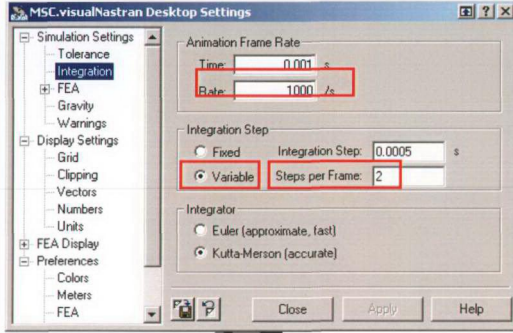 MSC.visualNastran Desktop Settings
Simulation Settings
Tolerance
Integration
FEA
Gravity
Warnings
Display Settings
Grid
Clipping
Vectors
Numbers
Units
FEA Display
Preferences
Colors
Meters
FEA
Animation Frame Rate
Time: 0.001 s
Rate: 1000 /s
Integration Step
Fixed Integration Step: 0.0005 s
Variable Steps per Frame: 2
Integrator
Euler (approximate, fast)
Kutta-Merson (accurate)
Close Apply Help